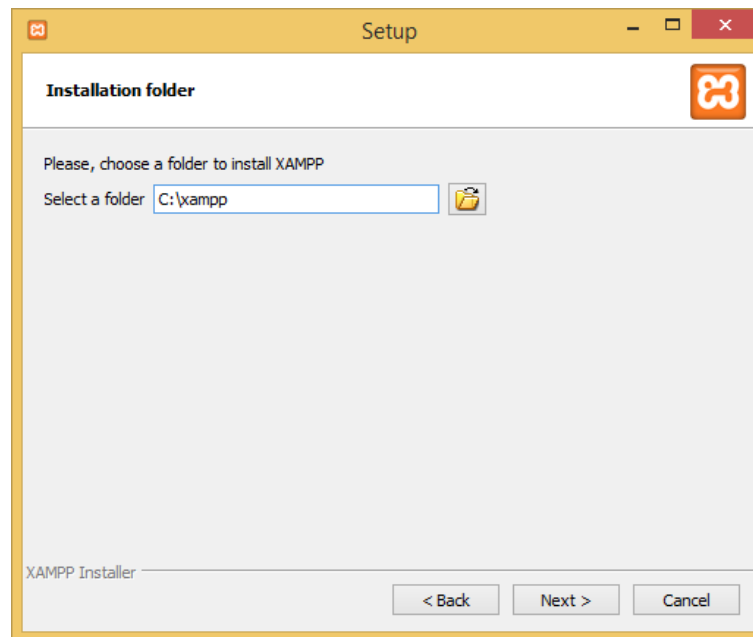 Setup
Installation folder
Please, choose a folder to install XAMPP
Select a folder C:\xampp
XAMPP Installer
< Back Next > Cancel